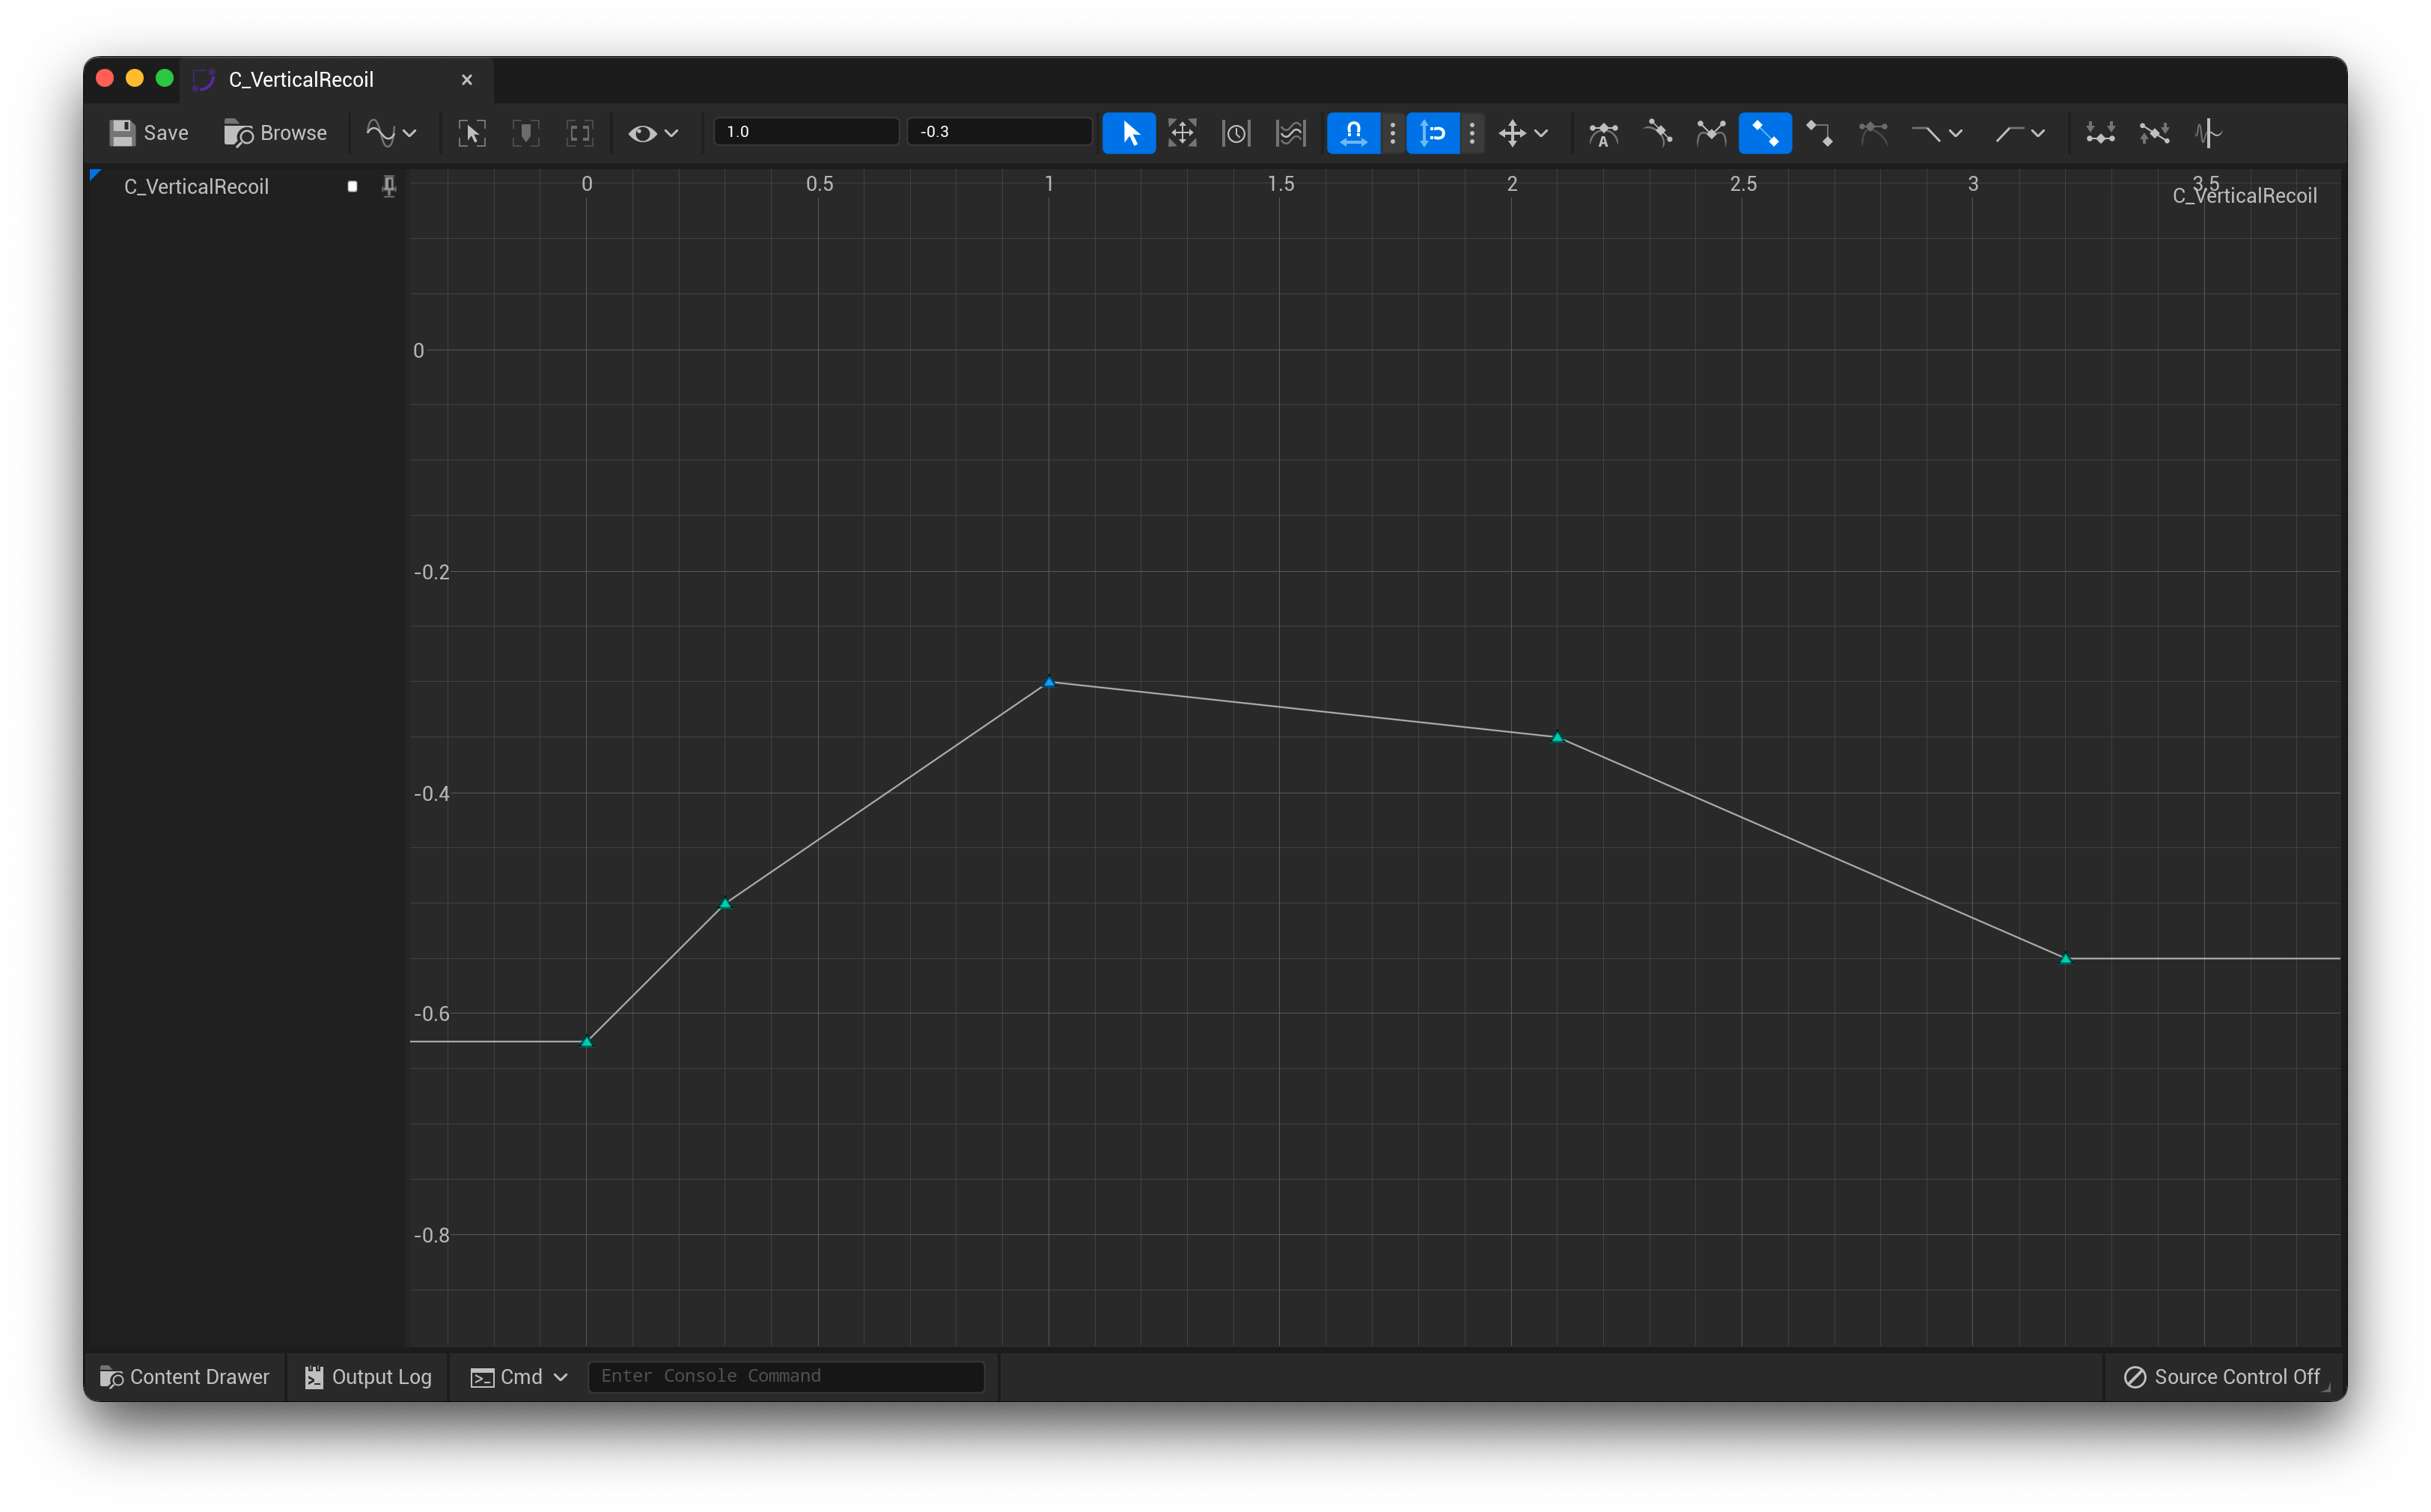 C_VerticalRecoil
Save Browse 1.0 -0.3
C_VerticalRecoil
0 0.5 1 1.5 2 2.5 3 3.5
C_VerticalRecoil
0
-0.2
-0.4
-0.6
-0.8
Content Drawer Output Log Cmd Enter Console Command Source Control Off